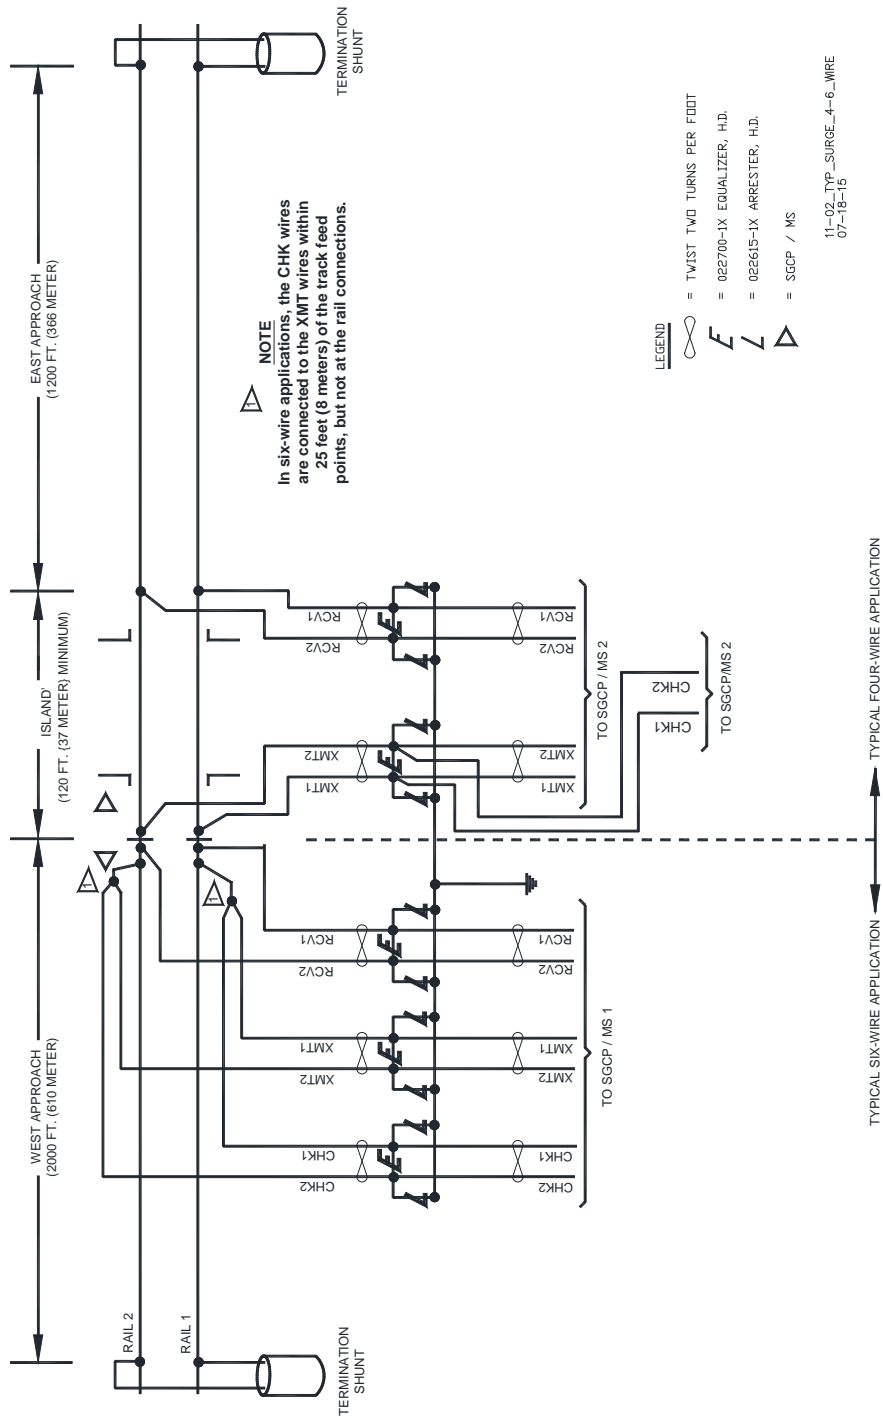 WEST APPROACH
(2000 FT. (610 METER)
ISLAND'
(120 FT. {37 METER} MINIMUM)
EAST APPROACH
(1200 FT. (366 METER)
RAIL 2
RAIL 1
TERMINATION
SHUNT
TERMINATION
SHUNT
1
1
1
NOTE
In six-wire applications, the CHK wires
are connected to the XMT wires within
25 feet (8 meters) of the track feed
points, but not at the rail connections.
CHK2
CHK1
XMT2
XMT1
RCV2
RCV1
XMT1
XMT2
RCV2
RCV1
CHK2
CHK1
XMT2
XMT1
RCV2
RCV1
XMT1
XMT2
RCV2
RCV1
TO SGCP / MS 1
TO SGCP / MS 2
CHK1
CHK2
TO SGCP/MS 2
LEGEND
= TWIST TWO TURNS PER FOOT
= 022700-1X EQUALIZER, H.D.
= 022615-1X ARRESTER, H.D.
= SGCP / MS
11-02_TYP_SURGE_4-6_WIRE
07-18-15
TYPICAL SIX-WIRE APPLICATION
TYPICAL FOUR-WIRE APPLICATION